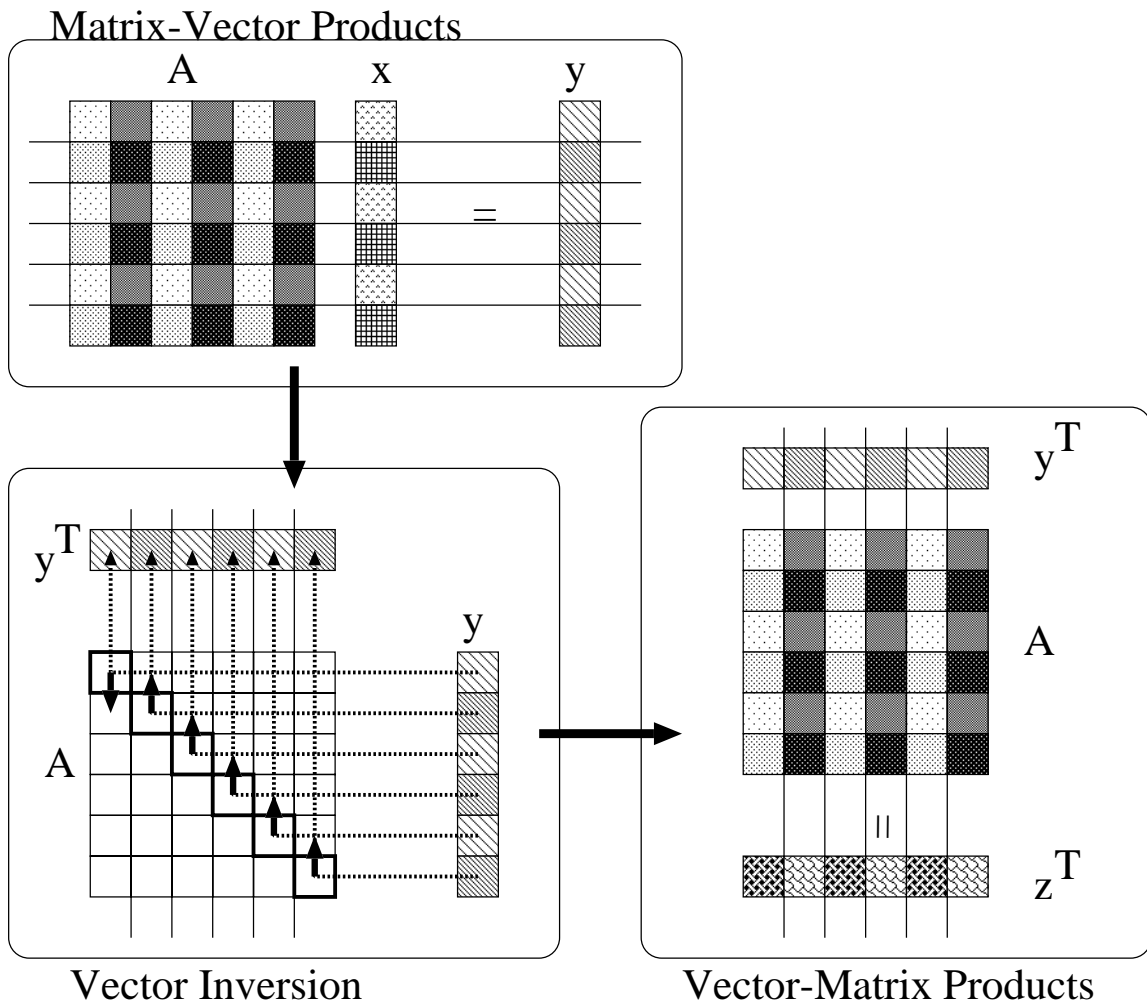 Matrix-Vector Products
A x y
=
y^T
y
A
Vector Inversion
y^T
A
=
z^T
Vector-Matrix Products